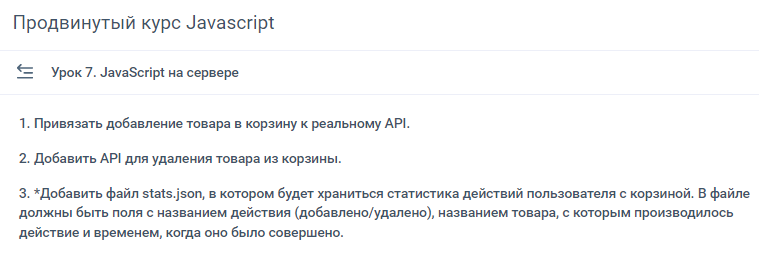 Продвинутый курс Javascript
Урок 7. JavaScript на сервере
1. Привязать добавление товара в корзину к реальному API.
2. Добавить API для удаления товара из корзины.
3. *Добавить файл stats.json, в котором будет храниться статистика действий пользователя с корзиной. В файле
должны быть поля с названием действия (добавлено/удалено), названием товара, с которым производилось
действие и временем, когда оно было совершено.